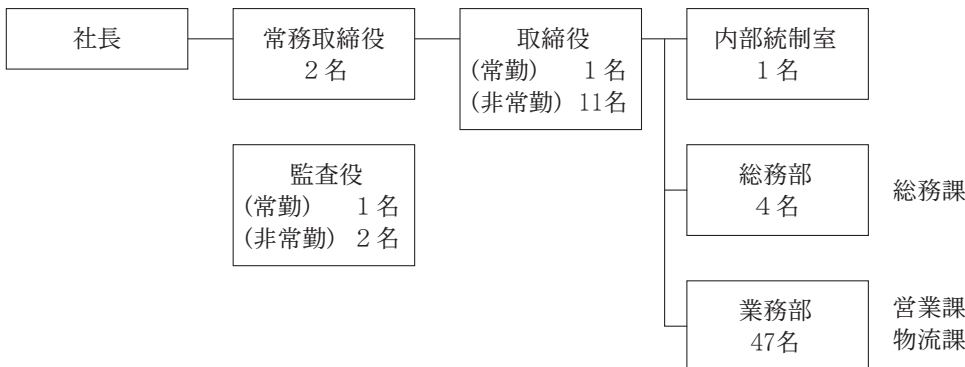 社長
常務取締役
２名
取締役
(常勤)　１名
(非常勤) 11名
内部統制室
１名
監査役
(常勤)　１名
(非常勤) ２名
総務部
４名
総務課
業務部
47名
営業課
物流課